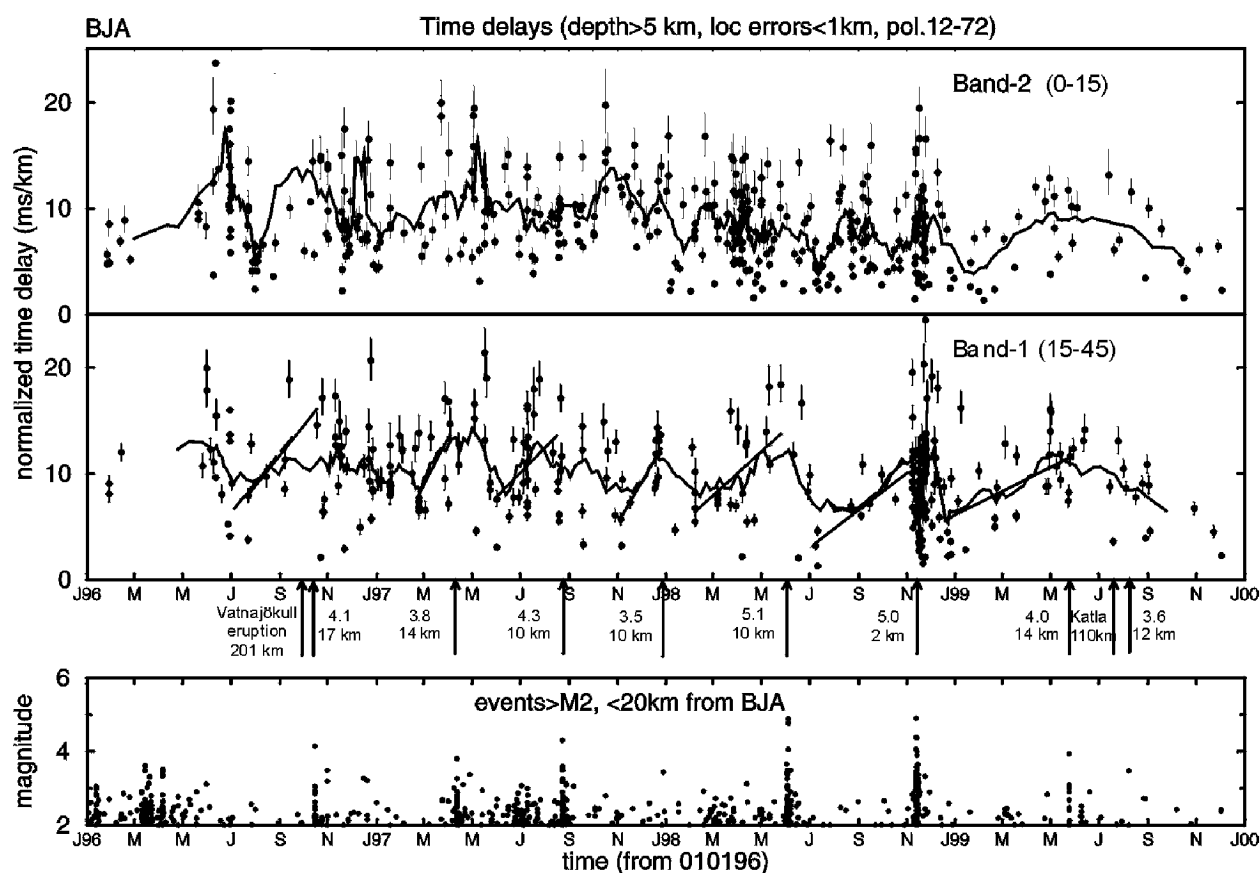 BJA Time delays (depth>5 km, loc errors<1km, pol.12-72)
Band-2 (0-15)
20
10
0
normalized time delay (ms/km)
Band-1 (15-45)
20
10
0
J96 M M J S N J97 M M J S N J98 M M J S N J99 M M J S N J00
Vatnajökull
eruption
201 km
4.1
17 km
3.8
14 km
4.3
10 km
3.5
10 km
5.1
10 km
5.0
2 km
4.0
14 km
Katla
110km
3.6
12 km
events>M2, <20km from BJA
6
4
2
magnitude
J96 M M J S N J97 M M J S N J98 M M J S N J99 M M J S N J00
time (from 010196)